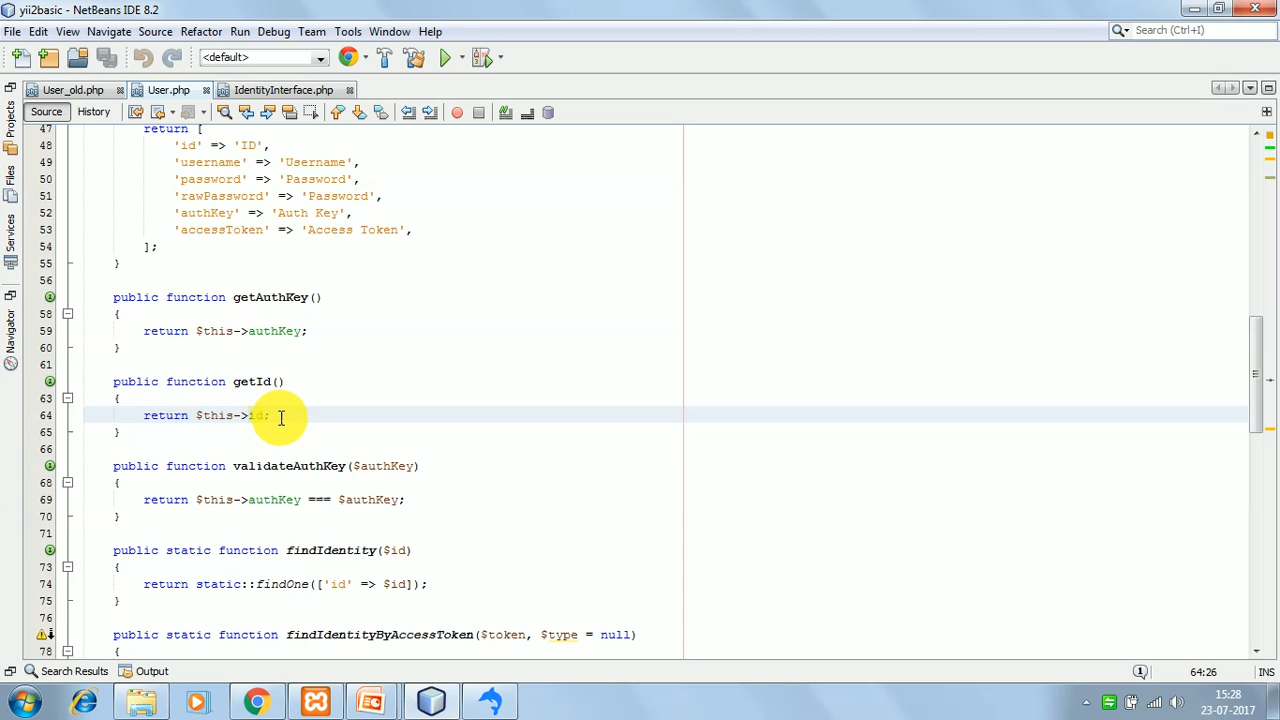 yii2basic - NetBeans IDE 8.2
File Edit View Navigate Source Refactor Run Debug Team Tools Window Help
Search (Ctrl+I)
<default>
User_old.php User.php IdentityInterface.php
Source History
Projects
Files
Services
Navigator
47 return [
48 'id' => 'ID',
49 'username' => 'Username',
50 'password' => 'Password',
51 'rawPassword' => 'Password',
52 'authKey' => 'Auth Key',
53 'accessToken' => 'Access Token',
54 ];
55 }
56
public function getAuthKey()
58 {
59 return $this->authKey;
60 }
61
public function getId()
63 {
64 return $this->id;
65 }
66
public function validateAuthKey($authKey)
68 {
69 return $this->authKey === $authKey;
70 }
71
public static function findIdentity($id)
73 {
74 return static::findOne(['id' => $id]);
75 }
76
public static function findIdentityByAccessToken($token, $type = null)
78 {
Search Results Output
64:26 INS
15:28
23-07-2017